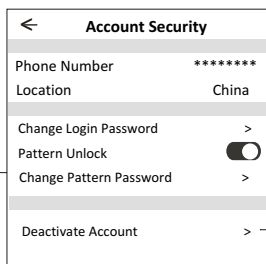 Account Security
Phone Number ********
Location China
Change Login Password >
Pattern Unlock
Change Pattern Password >
Deactivate Account >